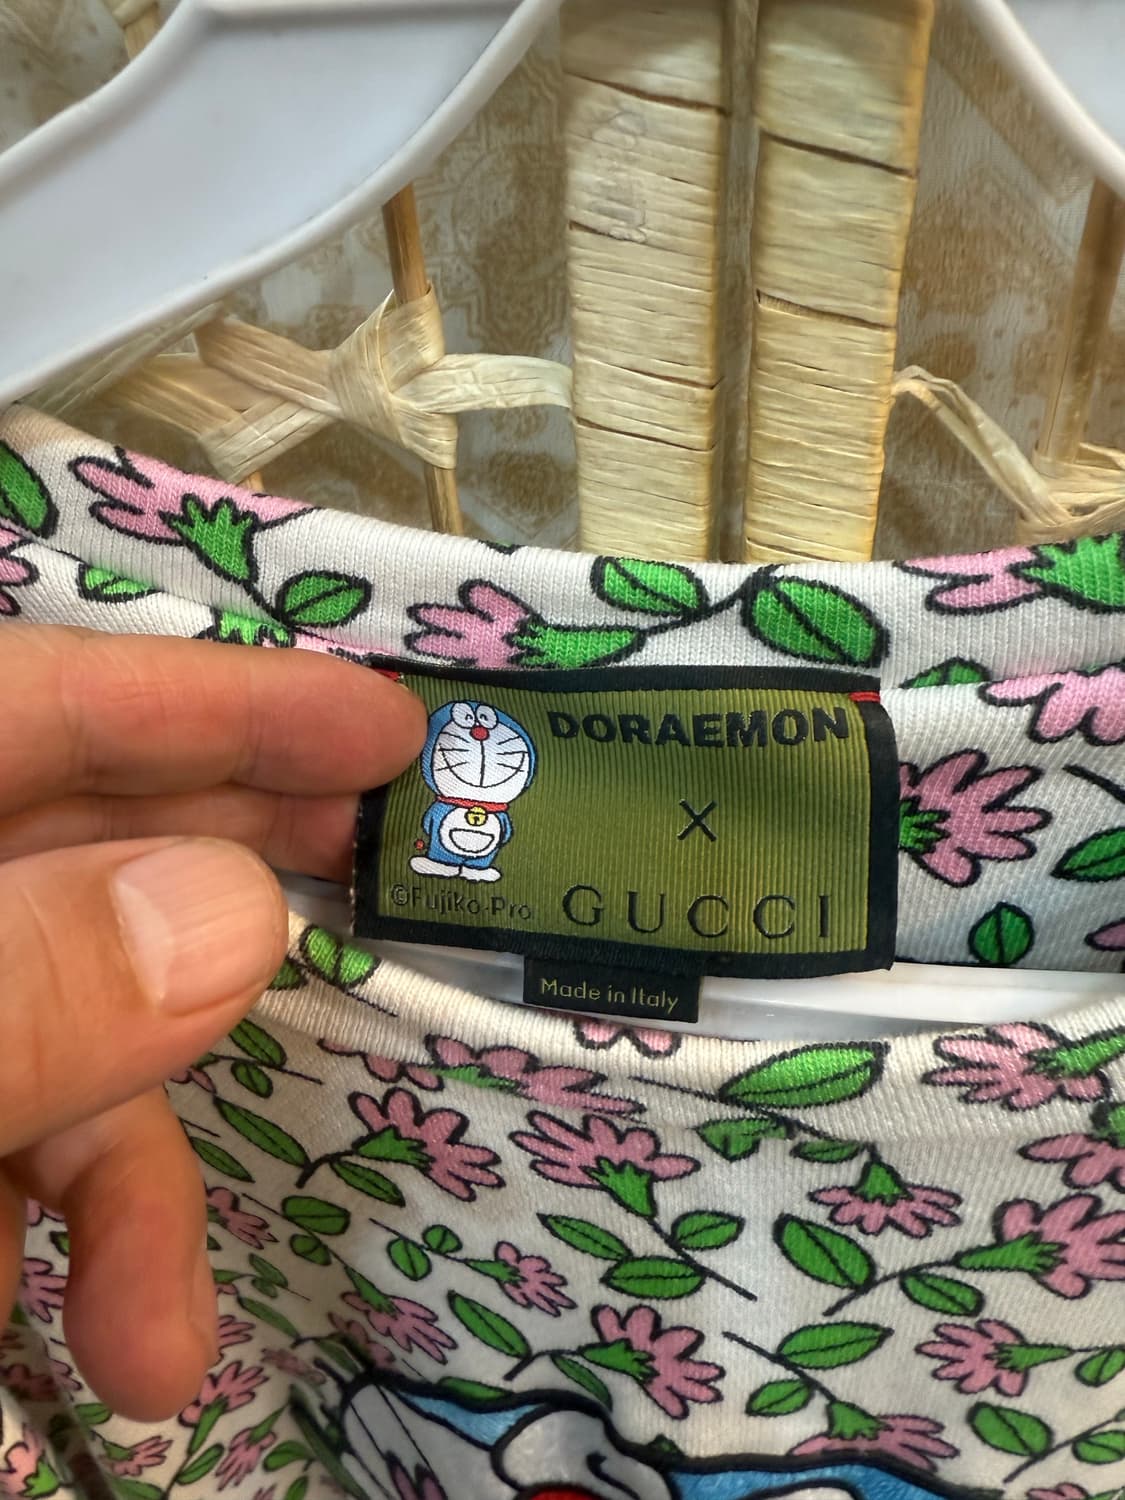 DORAEMON
X
GUCCI
©Fujiko-Pro
Made in Italy